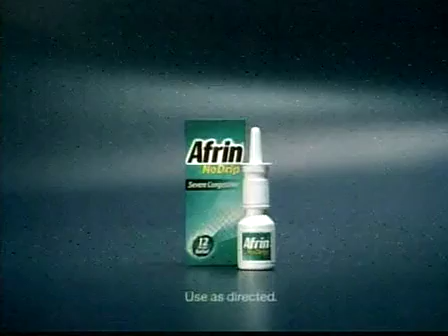 Afrin
NoDrip
Severe Congestion
12
Afrin
NoDrip
Use as directed.